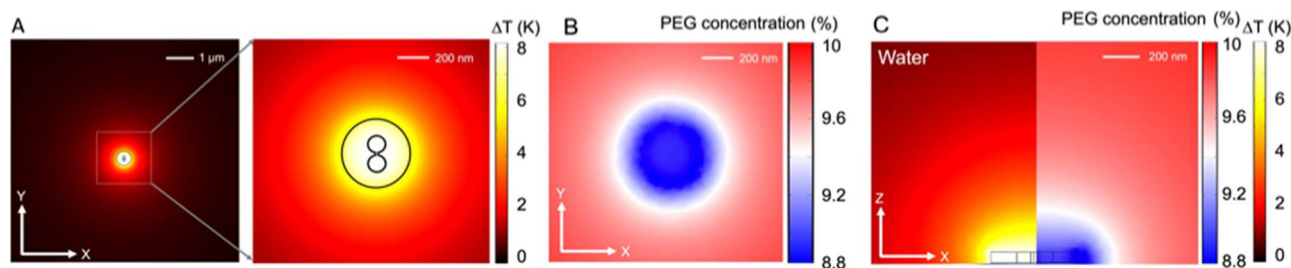 A
1 µm
Y
X
200 nm
ΔT (K)
8
6
4
2
0
B
PEG concentration (%)
200 nm
Y
X
10
9.6
9.2
8.8
C
PEG concentration (%) ΔT (K)
Water
200 nm
Z
X
10
9.6
9.2
8.8
8
6
4
2
0